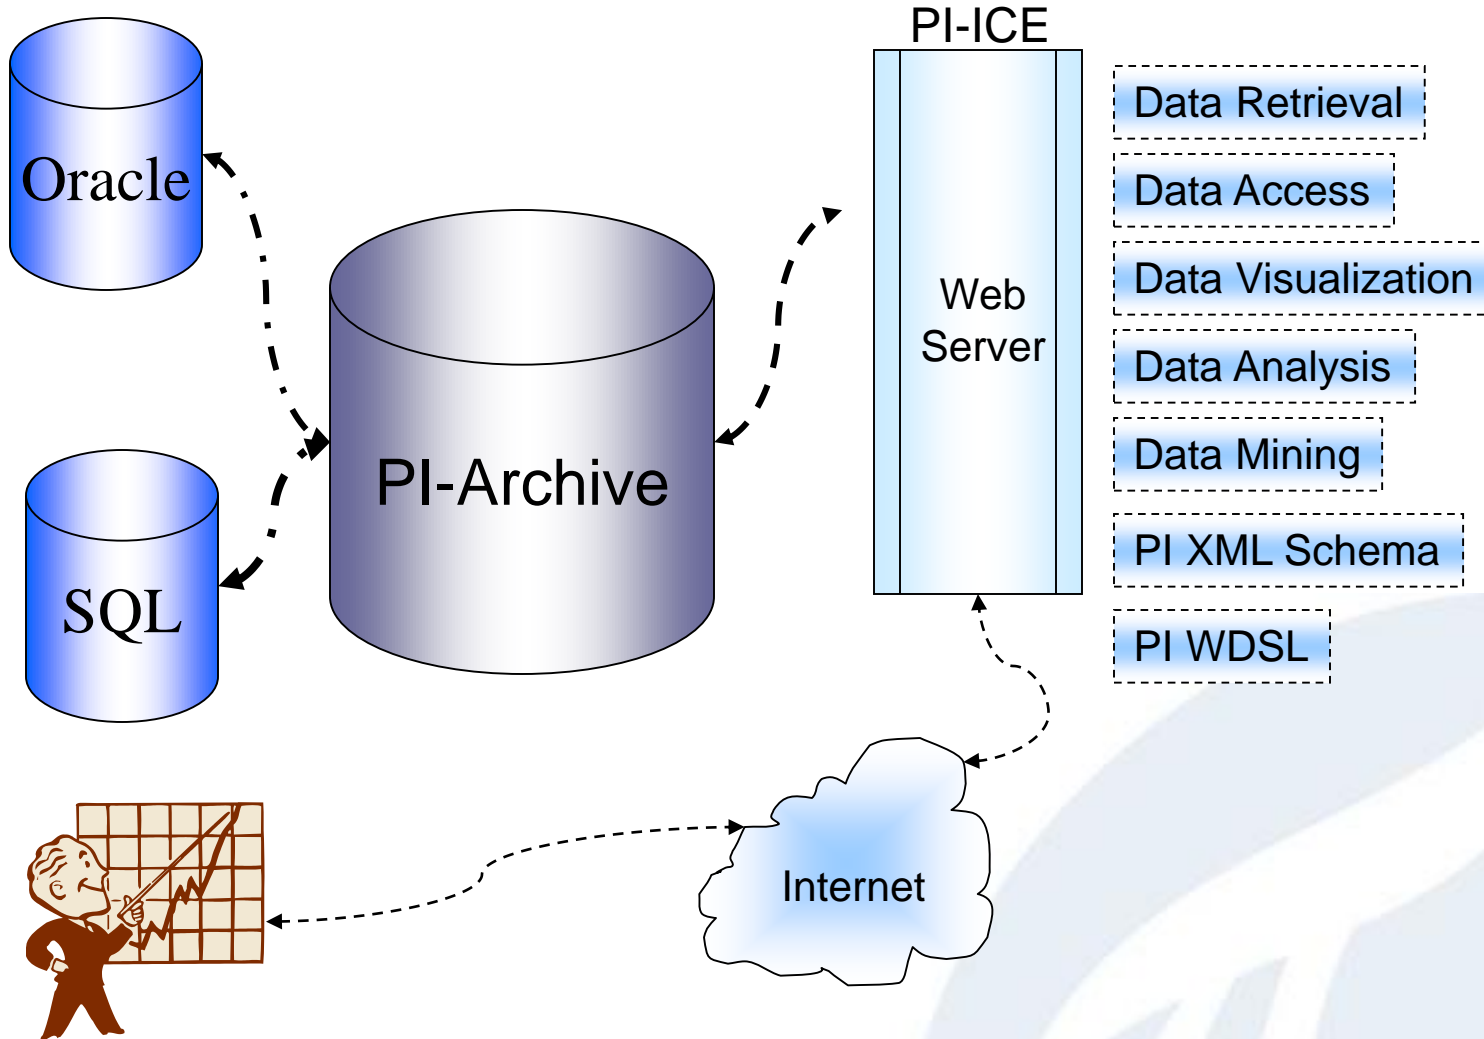 PI-ICE
Oracle
SQL
PI-Archive
Web
Server
Data Retrieval
Data Access
Data Visualization
Data Analysis
Data Mining
PI XML Schema
PI WDSL
Internet